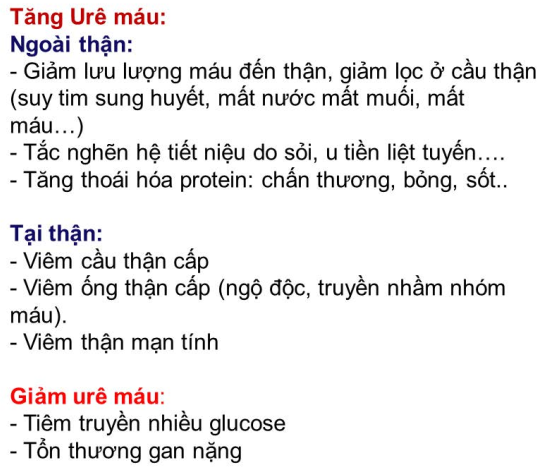 Tăng Urê máu:
Ngoài thận:
- Giảm lưu lượng máu đến thận, giảm lọc ở cầu thận
(suy tim sung huyết, mất nước mất muối, mất
máu…)
- Tắc nghẽn hệ tiết niệu do sỏi, u tiền liệt tuyến….
- Tăng thoái hóa protein: chấn thương, bỏng, sốt..
Tại thận:
- Viêm cầu thận cấp
- Viêm ống thận cấp (ngộ độc, truyền nhầm nhóm
máu).
- Viêm thận mạn tính
Giảm urê máu:
- Tiêm truyền nhiều glucose
- Tổn thương gan nặng